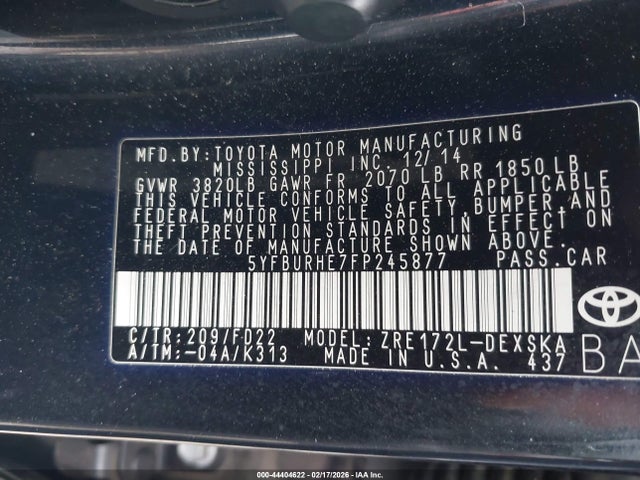 MFD.BY:TOYOTA MOTOR MANUFACTURING
MISSISSIPPI INC. 12/14
GVWR 3820LB GAWR FR 2070 LB RR 1850 LB
THIS VEHICLE CONFORMS TO ALL APPLICABLE
FEDERAL MOTOR VEHICLE SAFETY,BUMPER,AND
THEFT PREVENTION STANDARDS IN EFFECT ON
THE DATE OF MANUFACTURE SHOWN ABOVE.
5YFBURHE7FP245877 PASS.CAR
C/TR:209/FD22 MODEL:ZRE172L-DEXSKA
A/TM:-04A/K313 MADE IN U.S.A. 437
BA
000-44404622 - 02/17/2026 - IAA Inc.